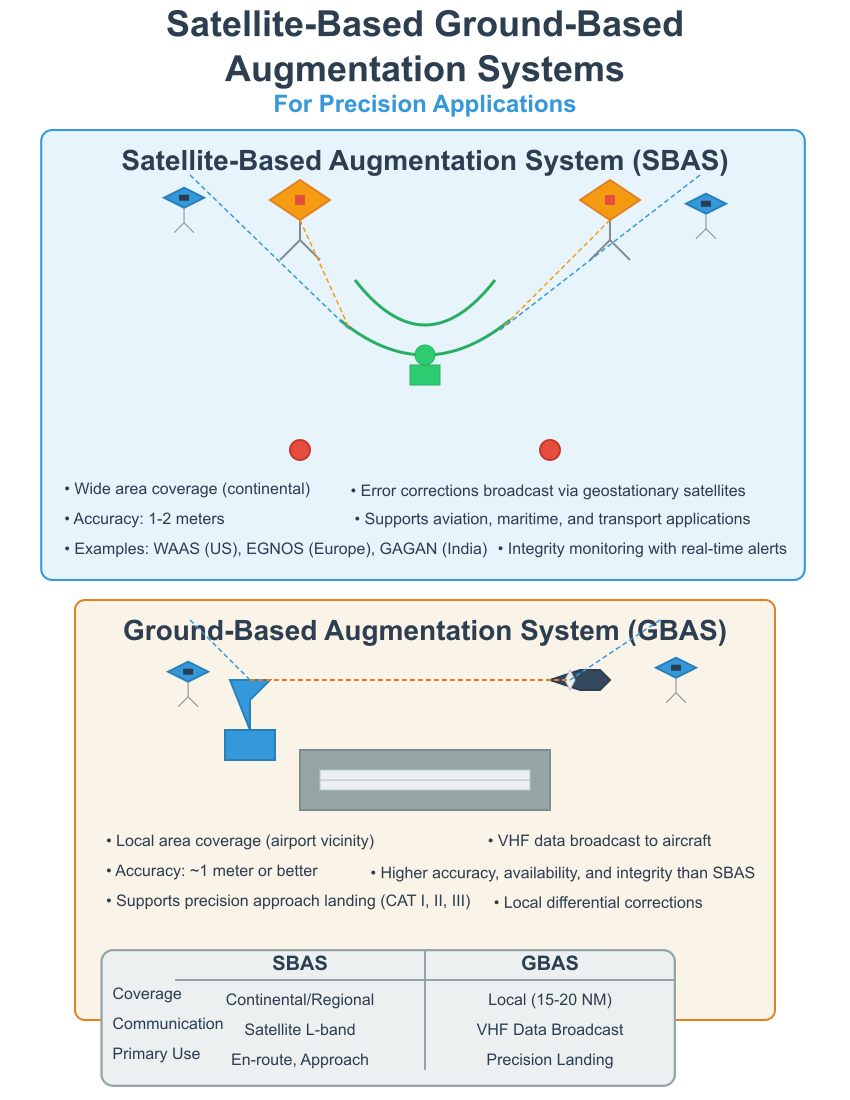 Satellite-Based Ground-Based
Augmentation Systems
For Precision Applications
Satellite-Based Augmentation System (SBAS)
• Wide area coverage (continental)
• Error corrections broadcast via geostationary satellites
• Accuracy: 1-2 meters
• Supports aviation, maritime, and transport applications
• Examples: WAAS (US), EGNOS (Europe), GAGAN (India)
• Integrity monitoring with real-time alerts
Ground-Based Augmentation System (GBAS)
• Local area coverage (airport vicinity)
• VHF data broadcast to aircraft
• Accuracy: ~1 meter or better
• Higher accuracy, availability, and integrity than SBAS
• Supports precision approach landing (CAT I, II, III)
• Local differential corrections
SBAS
GBAS
Coverage
Continental/Regional
Local (15-20 NM)
Communication
Satellite L-band
VHF Data Broadcast
Primary Use
En-route, Approach
Precision Landing